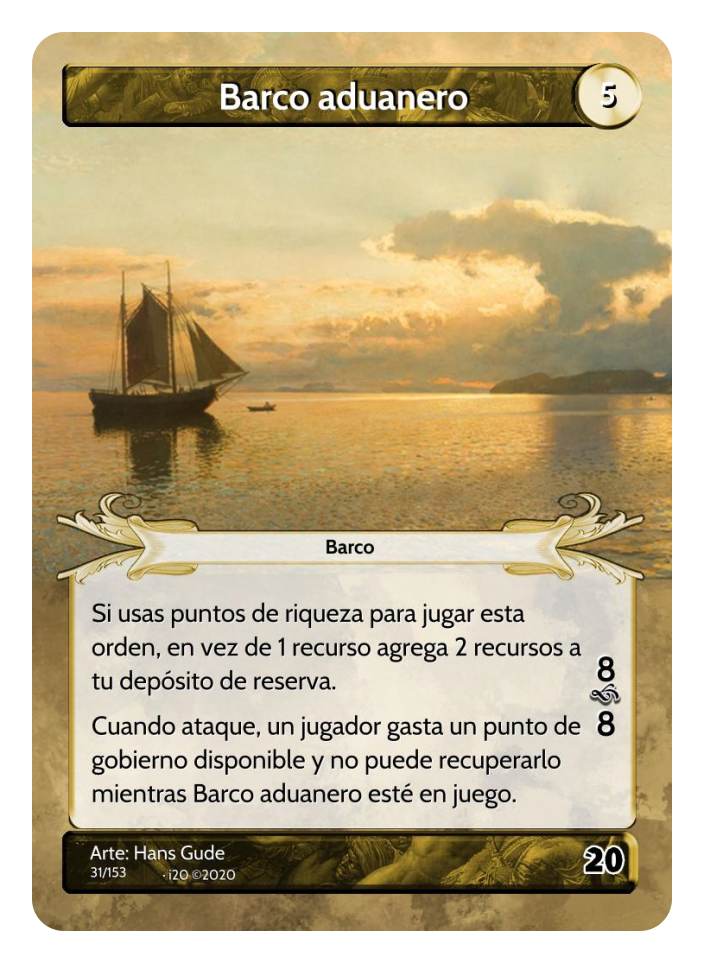 Barco aduanero
5
Barco
Si usas puntos de riqueza para jugar esta
orden, en vez de 1 recurso agrega 2 recursos a
tu depósito de reserva.
Cuando ataque, un jugador gasta un punto de
gobierno disponible y no puede recuperarlo
mientras Barco aduanero esté en juego.
8
8
Arte: Hans Gude
31/153 · i20 ©2020
20